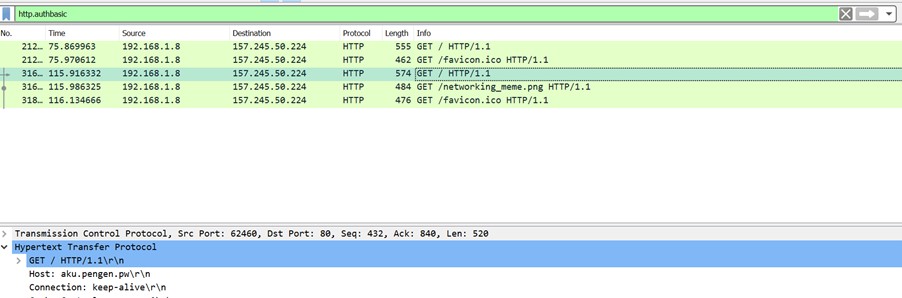 http.authbasic
No. Time Source Destination Protocol Length Info
212… 75.869963 192.168.1.8 157.245.50.224 HTTP 555 GET / HTTP/1.1
212… 75.970612 192.168.1.8 157.245.50.224 HTTP 462 GET /favicon.ico HTTP/1.1
316… 115.916332 192.168.1.8 157.245.50.224 HTTP 574 GET / HTTP/1.1
316… 115.986325 192.168.1.8 157.245.50.224 HTTP 484 GET /networking_meme.png HTTP/1.1
318… 116.134666 192.168.1.8 157.245.50.224 HTTP 476 GET /favicon.ico HTTP/1.1
Transmission Control Protocol, Src Port: 62460, Dst Port: 80, Seq: 432, Ack: 840, Len: 520
Hypertext Transfer Protocol
GET / HTTP/1.1\r\n
Host: aku.pengen.pw\r\n
Connection: keep-alive\r\n